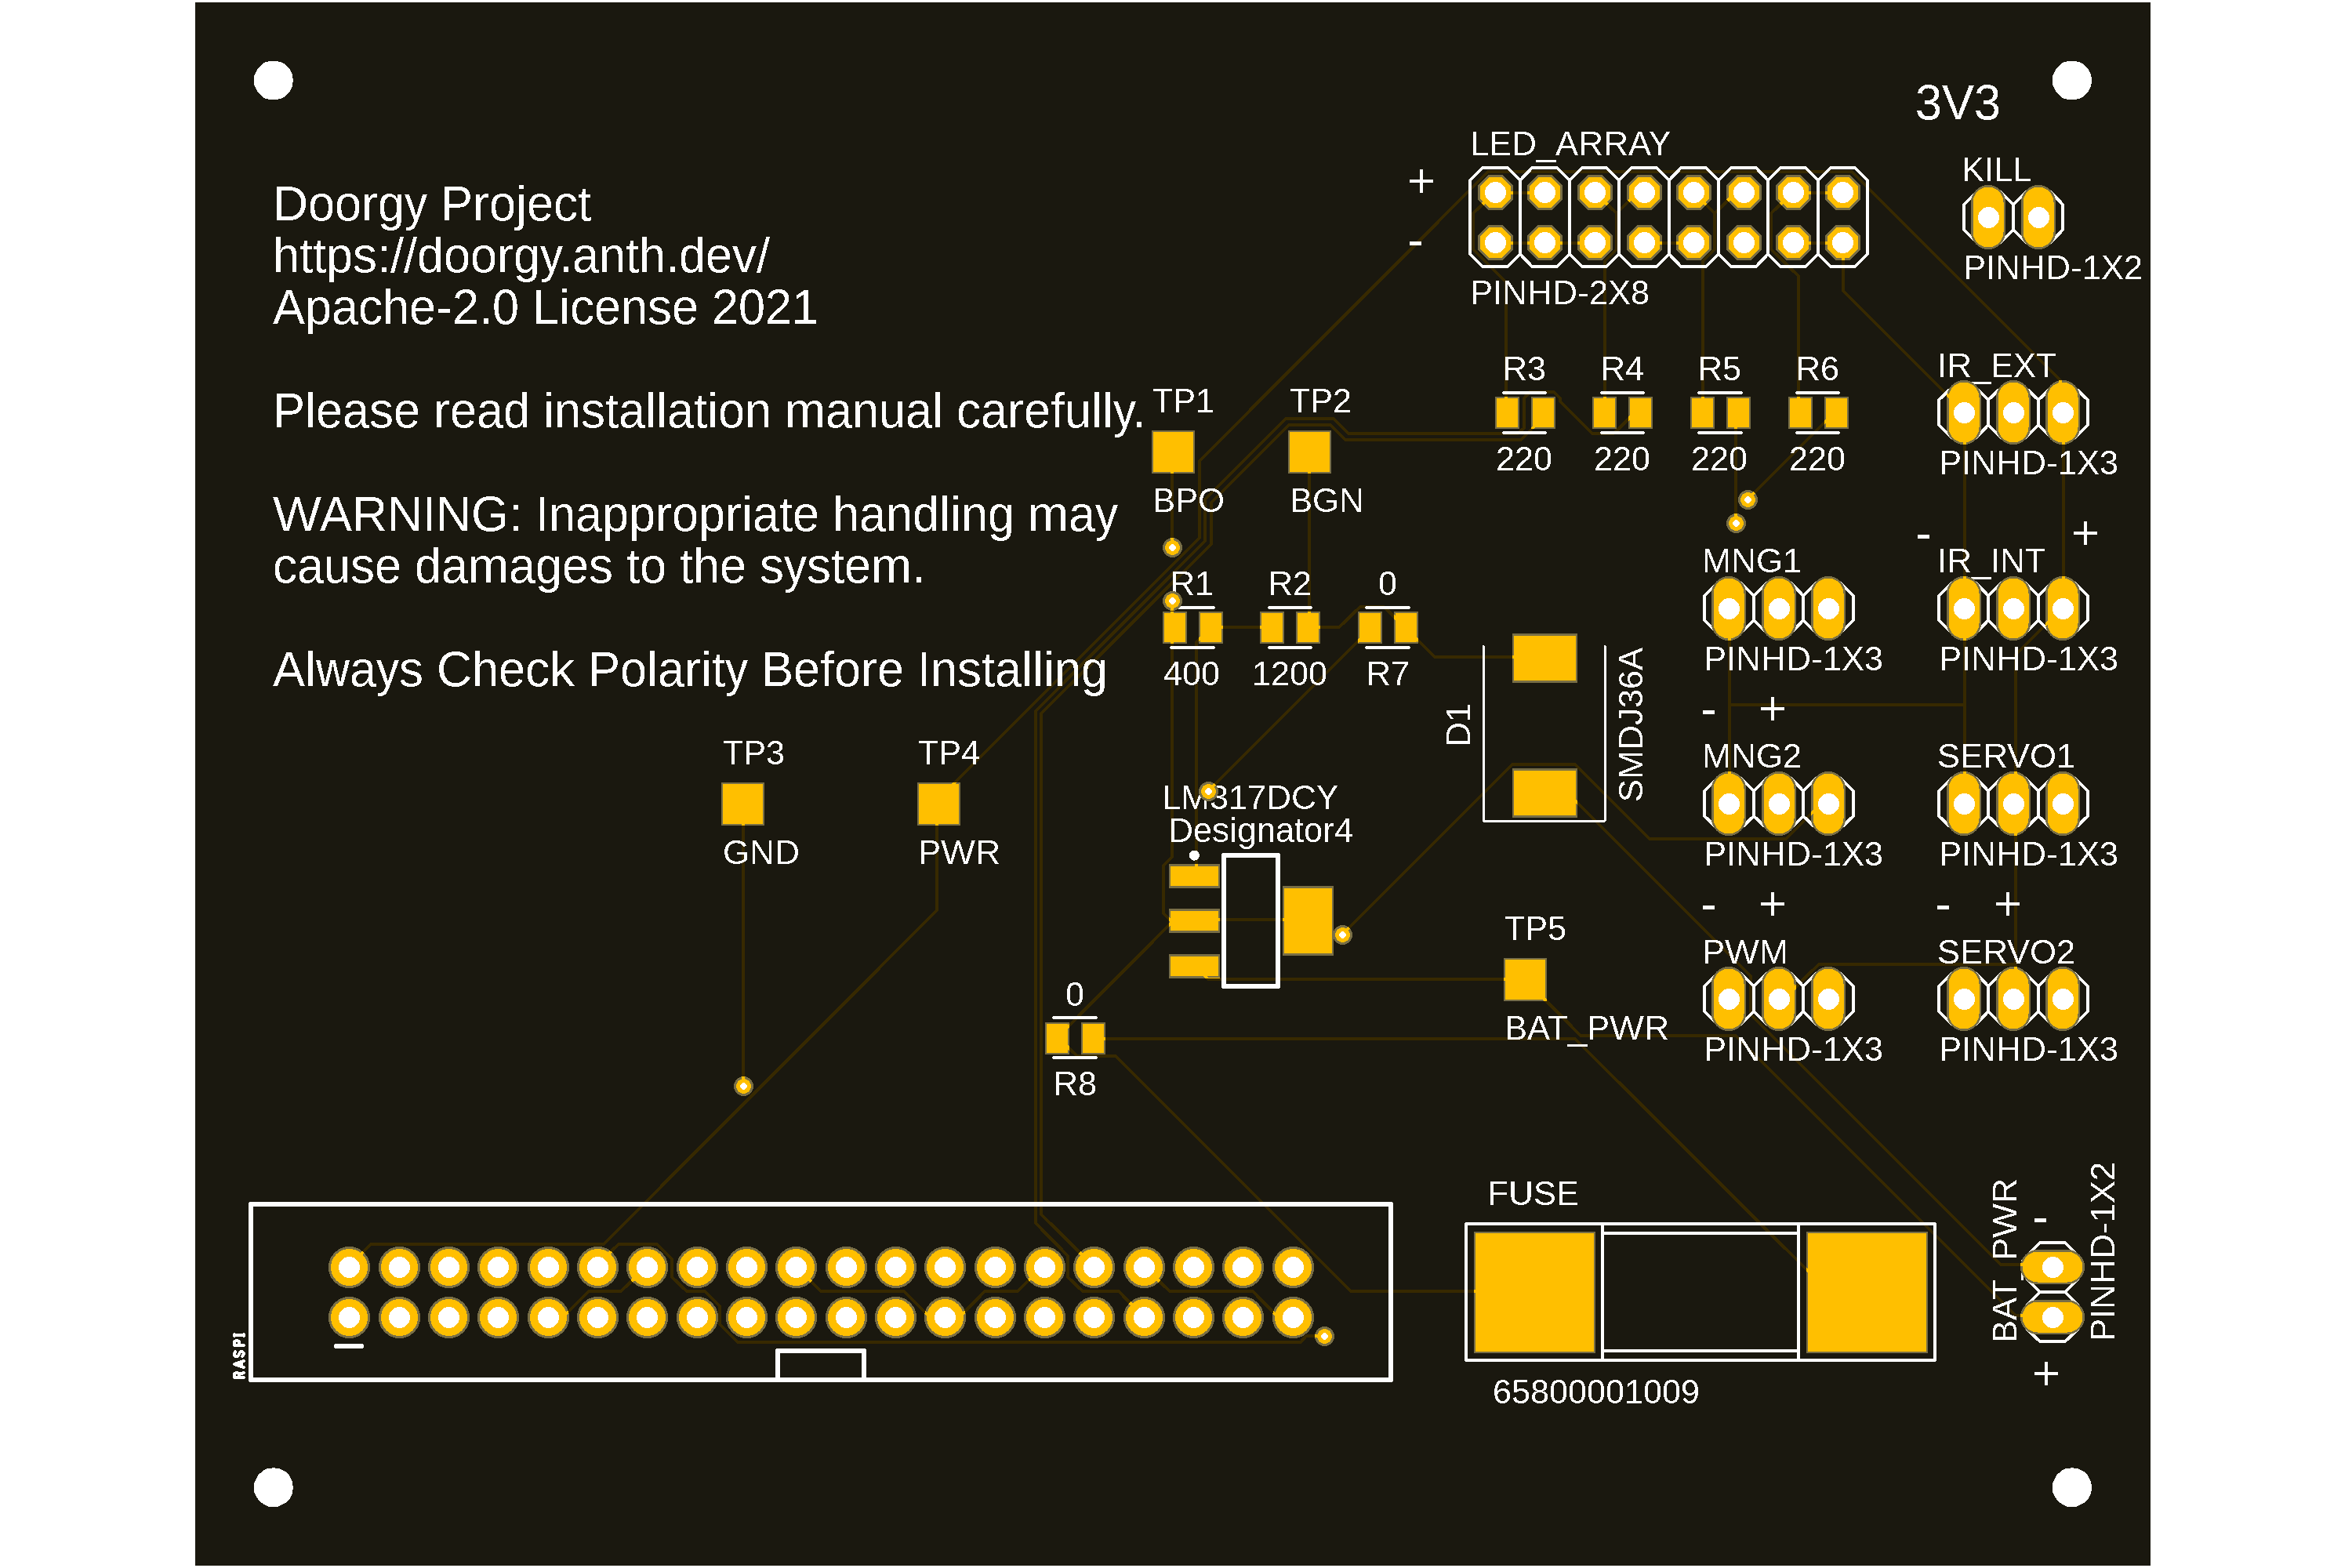 3V3
LED_ARRAY
+
-
PINHD-2X8
KILL
PINHD-1X2
Doorgy Project
https://doorgy.anth.dev/
Apache-2.0 License 2021
Please read installation manual carefully.
WARNING: Inappropriate handling may
cause damages to the system.
Always Check Polarity Before Installing
TP1
BPO
TP2
BGN
R3
220
R4
220
R5
220
R6
220
IR_EXT
PINHD-1X3
-
+
R1
400
R2
1200
0
R7
D1
SMDJ36A
MNG1
PINHD-1X3
-
+
IR_INT
PINHD-1X3
TP3
GND
TP4
PWR
LM317DCY
Designator4
MNG2
PINHD-1X3
-
+
SERVO1
PINHD-1X3
-
+
TP5
BAT_PWR
PWM
PINHD-1X3
SERVO2
PINHD-1X3
0
R8
RASPI
FUSE
65800001009
BAT_PWR
-
+
PINHD-1X2